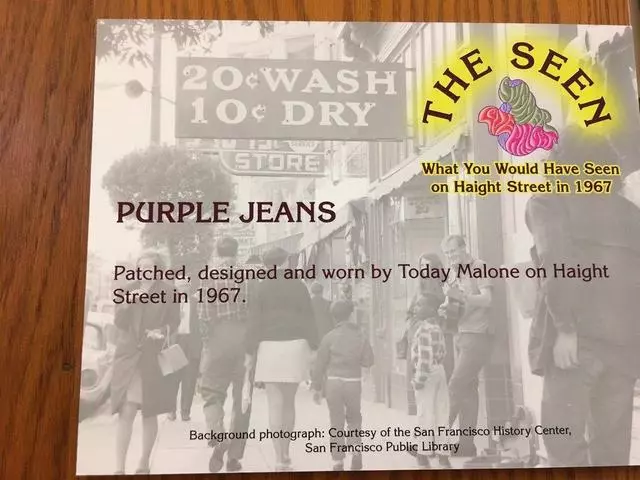 20¢ WASH
10¢ DRY
STORE
THE SEEN
What You Would Have Seen
on Haight Street in 1967
PURPLE JEANS
Patched, designed and worn by Today Malone on Haight
Street in 1967.
Background photograph: Courtesy of the San Francisco History Center,
San Francisco Public Library